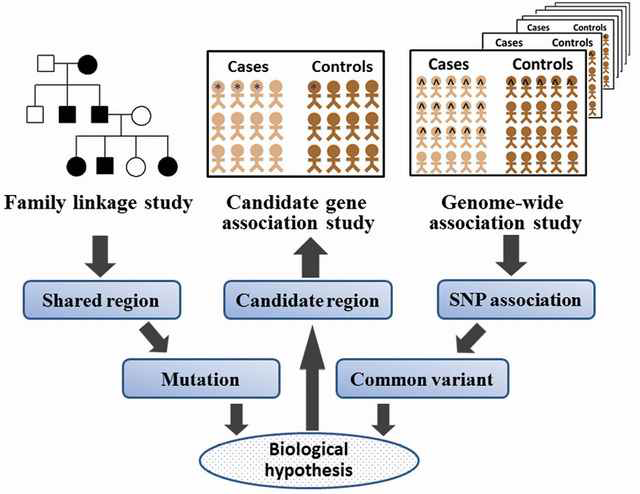 Cases
Controls
Cases
Controls
Cases
Controls
Cases
Controls
Family linkage study
Candidate gene
association study
Genome-wide
association study
Shared region
Candidate region
SNP association
Mutation
Common variant
Biological
hypothesis